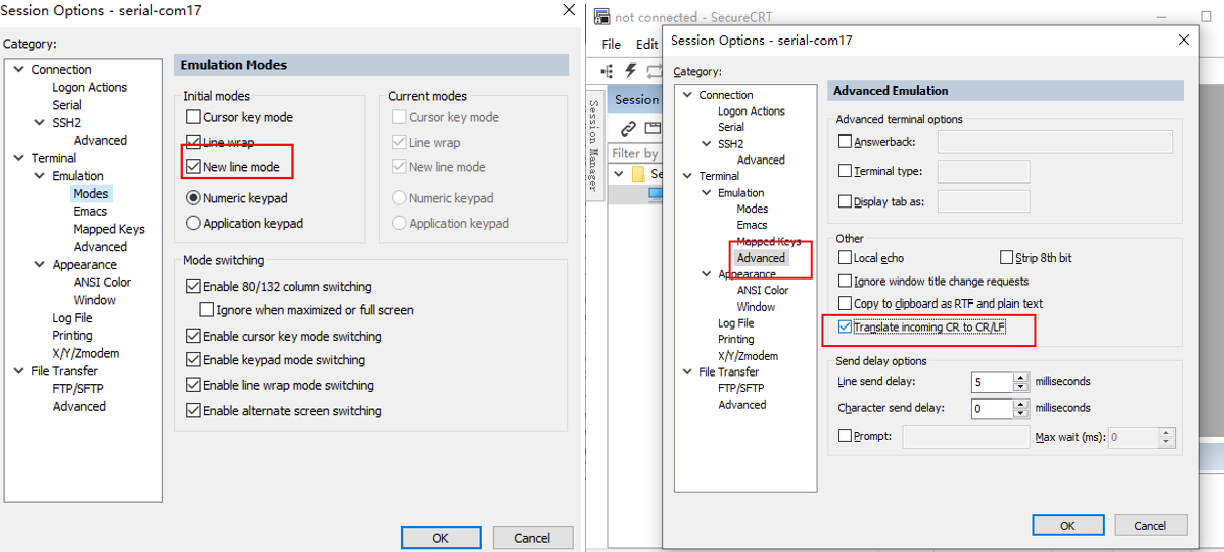 Session Options - serial-com17
Category:
Connection
Logon Actions
Serial
SSH2
Advanced
Terminal
Emulation
Modes
Emacs
Mapped Keys
Advanced
Appearance
ANSI Color
Window
Log File
Printing
X/Y/Zmodem
File Transfer
FTP/SFTP
Advanced
Emulation Modes
Initial modes
Cursor key mode
Line wrap
New line mode
Numeric keypad
Application keypad
Current modes
Cursor key mode
Line wrap
New line mode
Numeric keypad
Application keypad
Mode switching
Enable 80/132 column switching
Ignore when maximized or full screen
Enable cursor key mode switching
Enable keypad mode switching
Enable line wrap mode switching
Enable alternate screen switching
OK
Cancel
not connected - SecureCRT
File Edit
Session Manager
Session
Filter by
Se
Session Options - serial-com17
Category:
Connection
Logon Actions
Serial
SSH2
Advanced
Terminal
Emulation
Modes
Emacs
Mapped Keys
Advanced
Appearance
ANSI Color
Window
Log File
Printing
X/Y/Zmodem
File Transfer
FTP/SFTP
Advanced
Advanced Emulation
Advanced terminal options
Answerback:
Terminal type:
Display tab as:
Other
Local echo
Strip 8th bit
Ignore window title change requests
Copy to clipboard as RTF and plain text
Translate incoming CR to CR/LF
Send delay options
Line send delay: 5 milliseconds
Character send delay: 0 milliseconds
Prompt:
Max wait (ms): 0
OK
Cancel